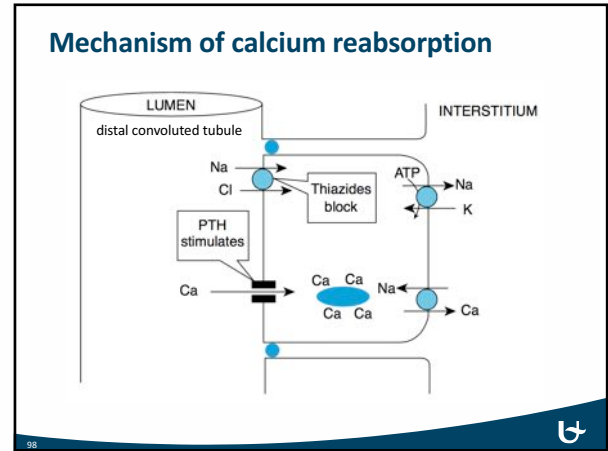 Mechanism of calcium reabsorption
LUMEN
INTERSTITIUM
distal convoluted tubule
Na
Cl
Thiazides
block
ATP
Na
K
PTH
stimulates
Ca
Ca
Ca
Ca
Ca
Ca
Na
Ca
98